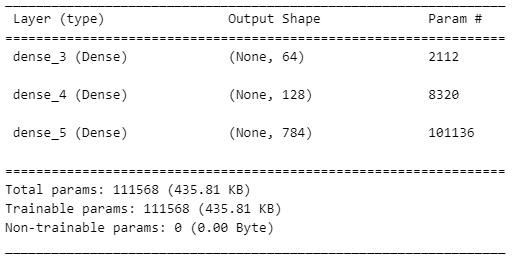 Layer (type) Output Shape Param #
dense_3 (Dense) (None, 64) 2112
dense_4 (Dense) (None, 128) 8320
dense_5 (Dense) (None, 784) 101136
Total params: 111568 (435.81 KB)
Trainable params: 111568 (435.81 KB)
Non-trainable params: 0 (0.00 Byte)